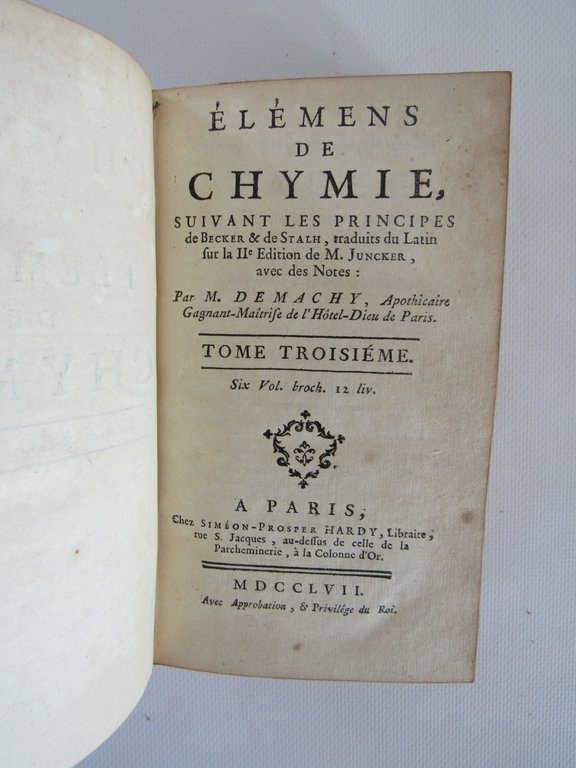 ÉLÉMENS
DE
CHYMIE,
SUIVANT LES PRINCIPES
de BECKER & de STALH, traduits du Latin
sur la IIe Edition de M. JUNCKER,
avec des Notes :
Par M. DEMACHY, Apothicaire
Gagnant-Maîtrise de l'Hôtel-Dieu de Paris.
TOME TROISIÉME.
Six Vol. broch. 12 liv.
A PARIS,
Chez SIMÉON-PROSPER HARDY, Libraire,
rue S. Jacques, au-dessus de celle de la
Parcheminerie, à la Colonne d'Or.
MDCCLVII.
Avec Approbation, & Privilége du Roi.